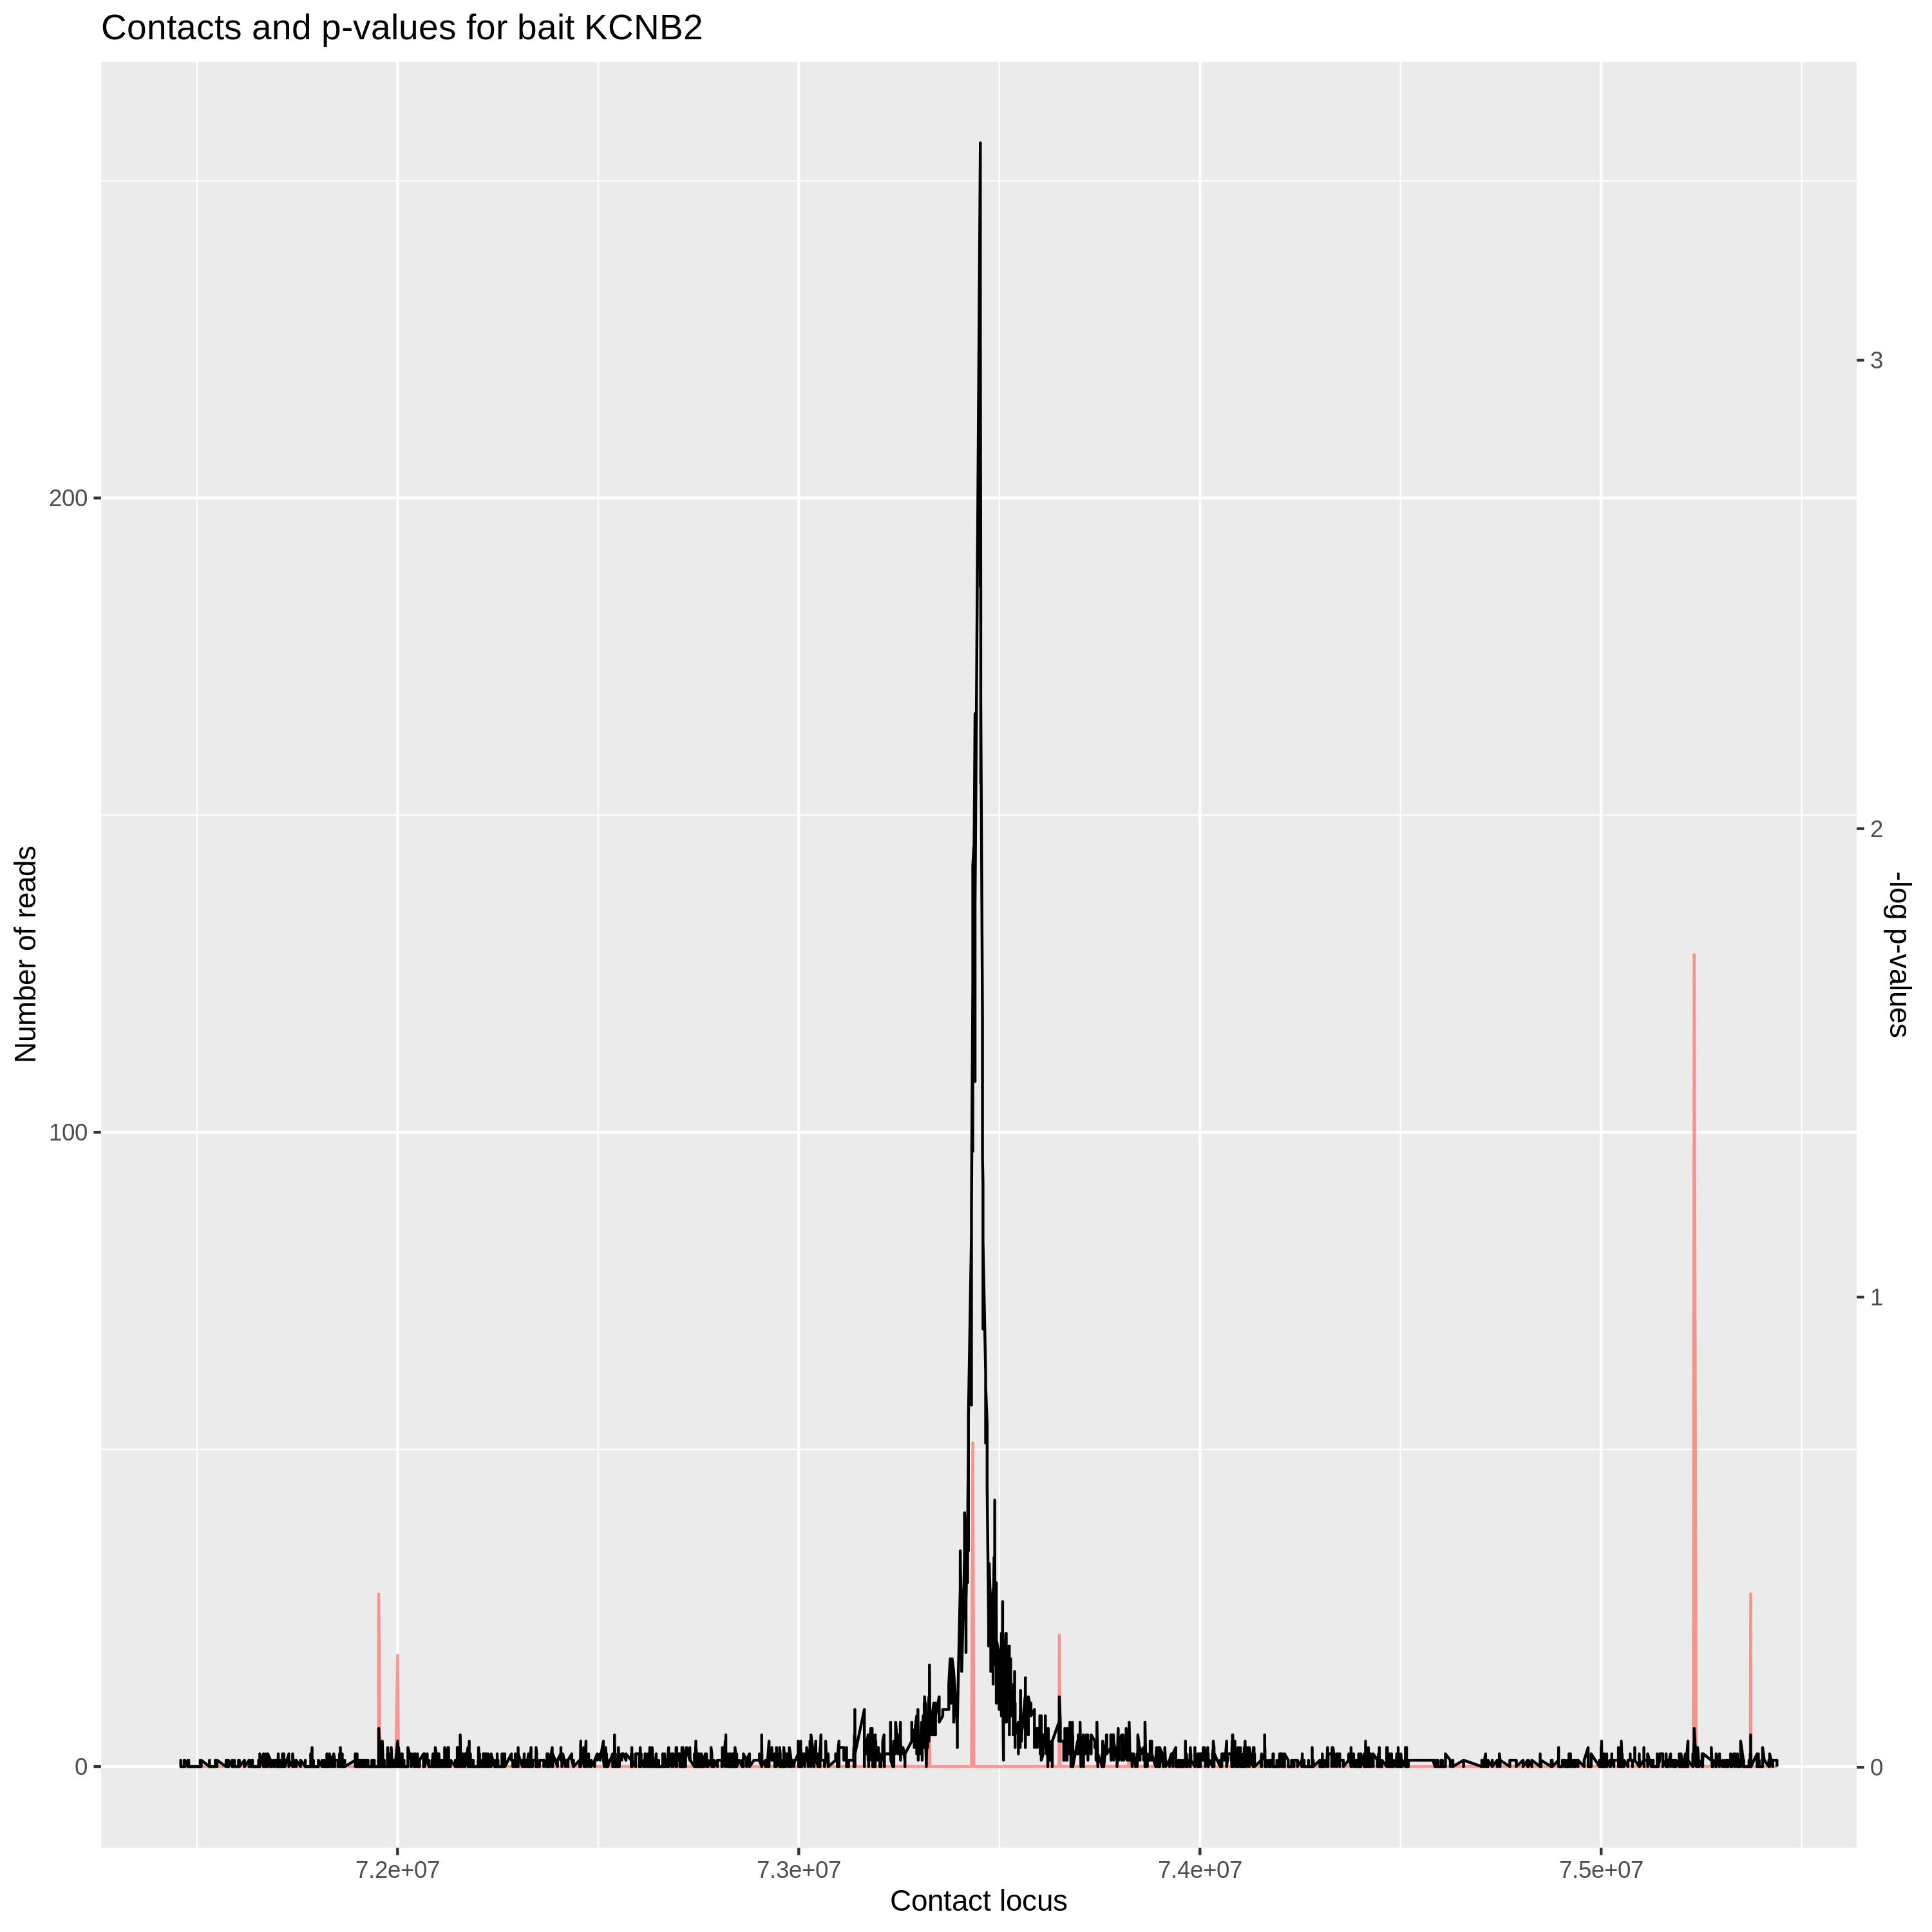 Contacts and p-values for bait KCNB2
Number of reads
200
100
0
3
2
1
0
-log p-values
7.2e+07
7.3e+07
7.4e+07
7.5e+07
Contact locus